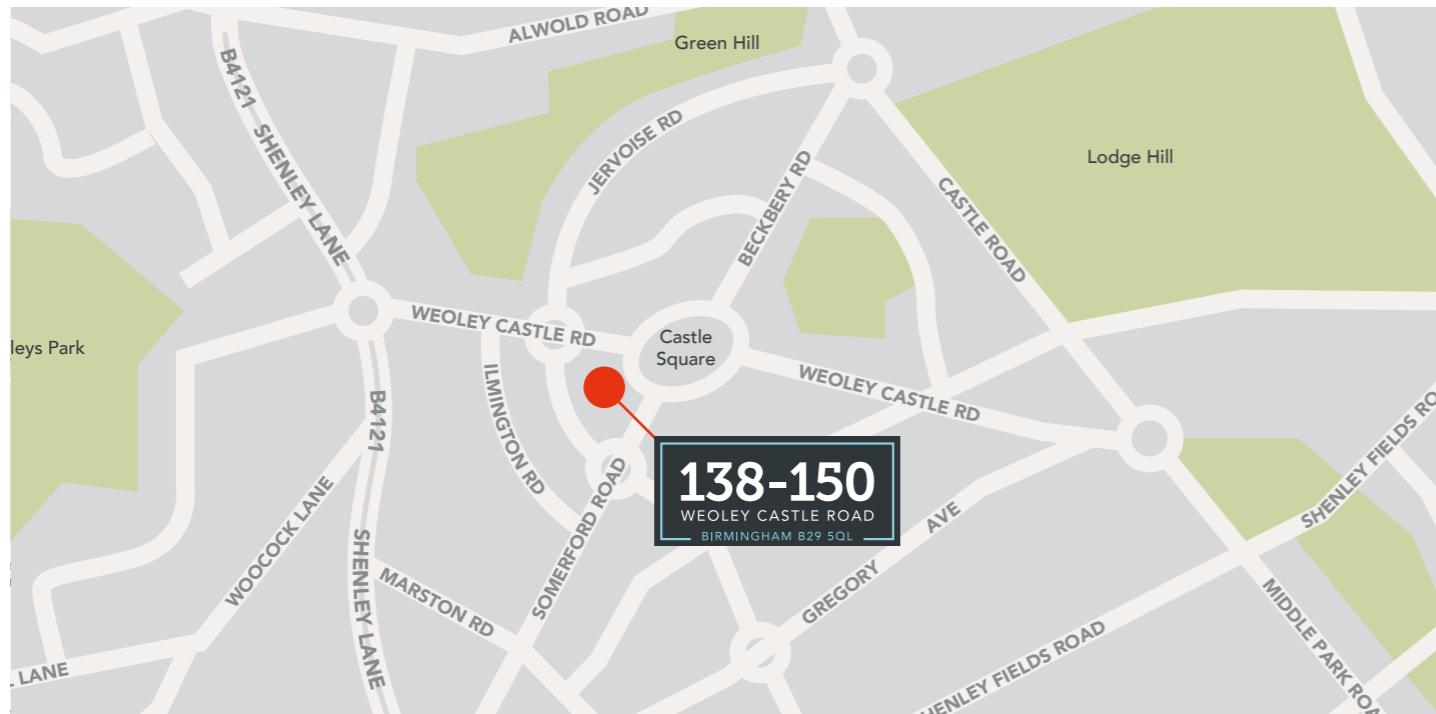 ALWOLD ROAD
Green Hill
B4121
SHENLEY LANE
JERVOISE RD
BECKBERY RD
Lodge Hill
CASTLE ROAD
WEOLEY CASTLE RD
Castle
Square
leys Park
ILMINGTON RD
WEOLEY CASTLE RD
B4121
138-150
WEOLEY CASTLE ROAD
BIRMINGHAM B29 5QL
SOMERFORD ROAD
WOOCOCK LANE
SHENLEY LANE
MARSTON RD
GREGORY AVE
SHENLEY FIELDS RO
L LANE
HENLEY FIELDS ROAD
MIDDLE PARK ROA